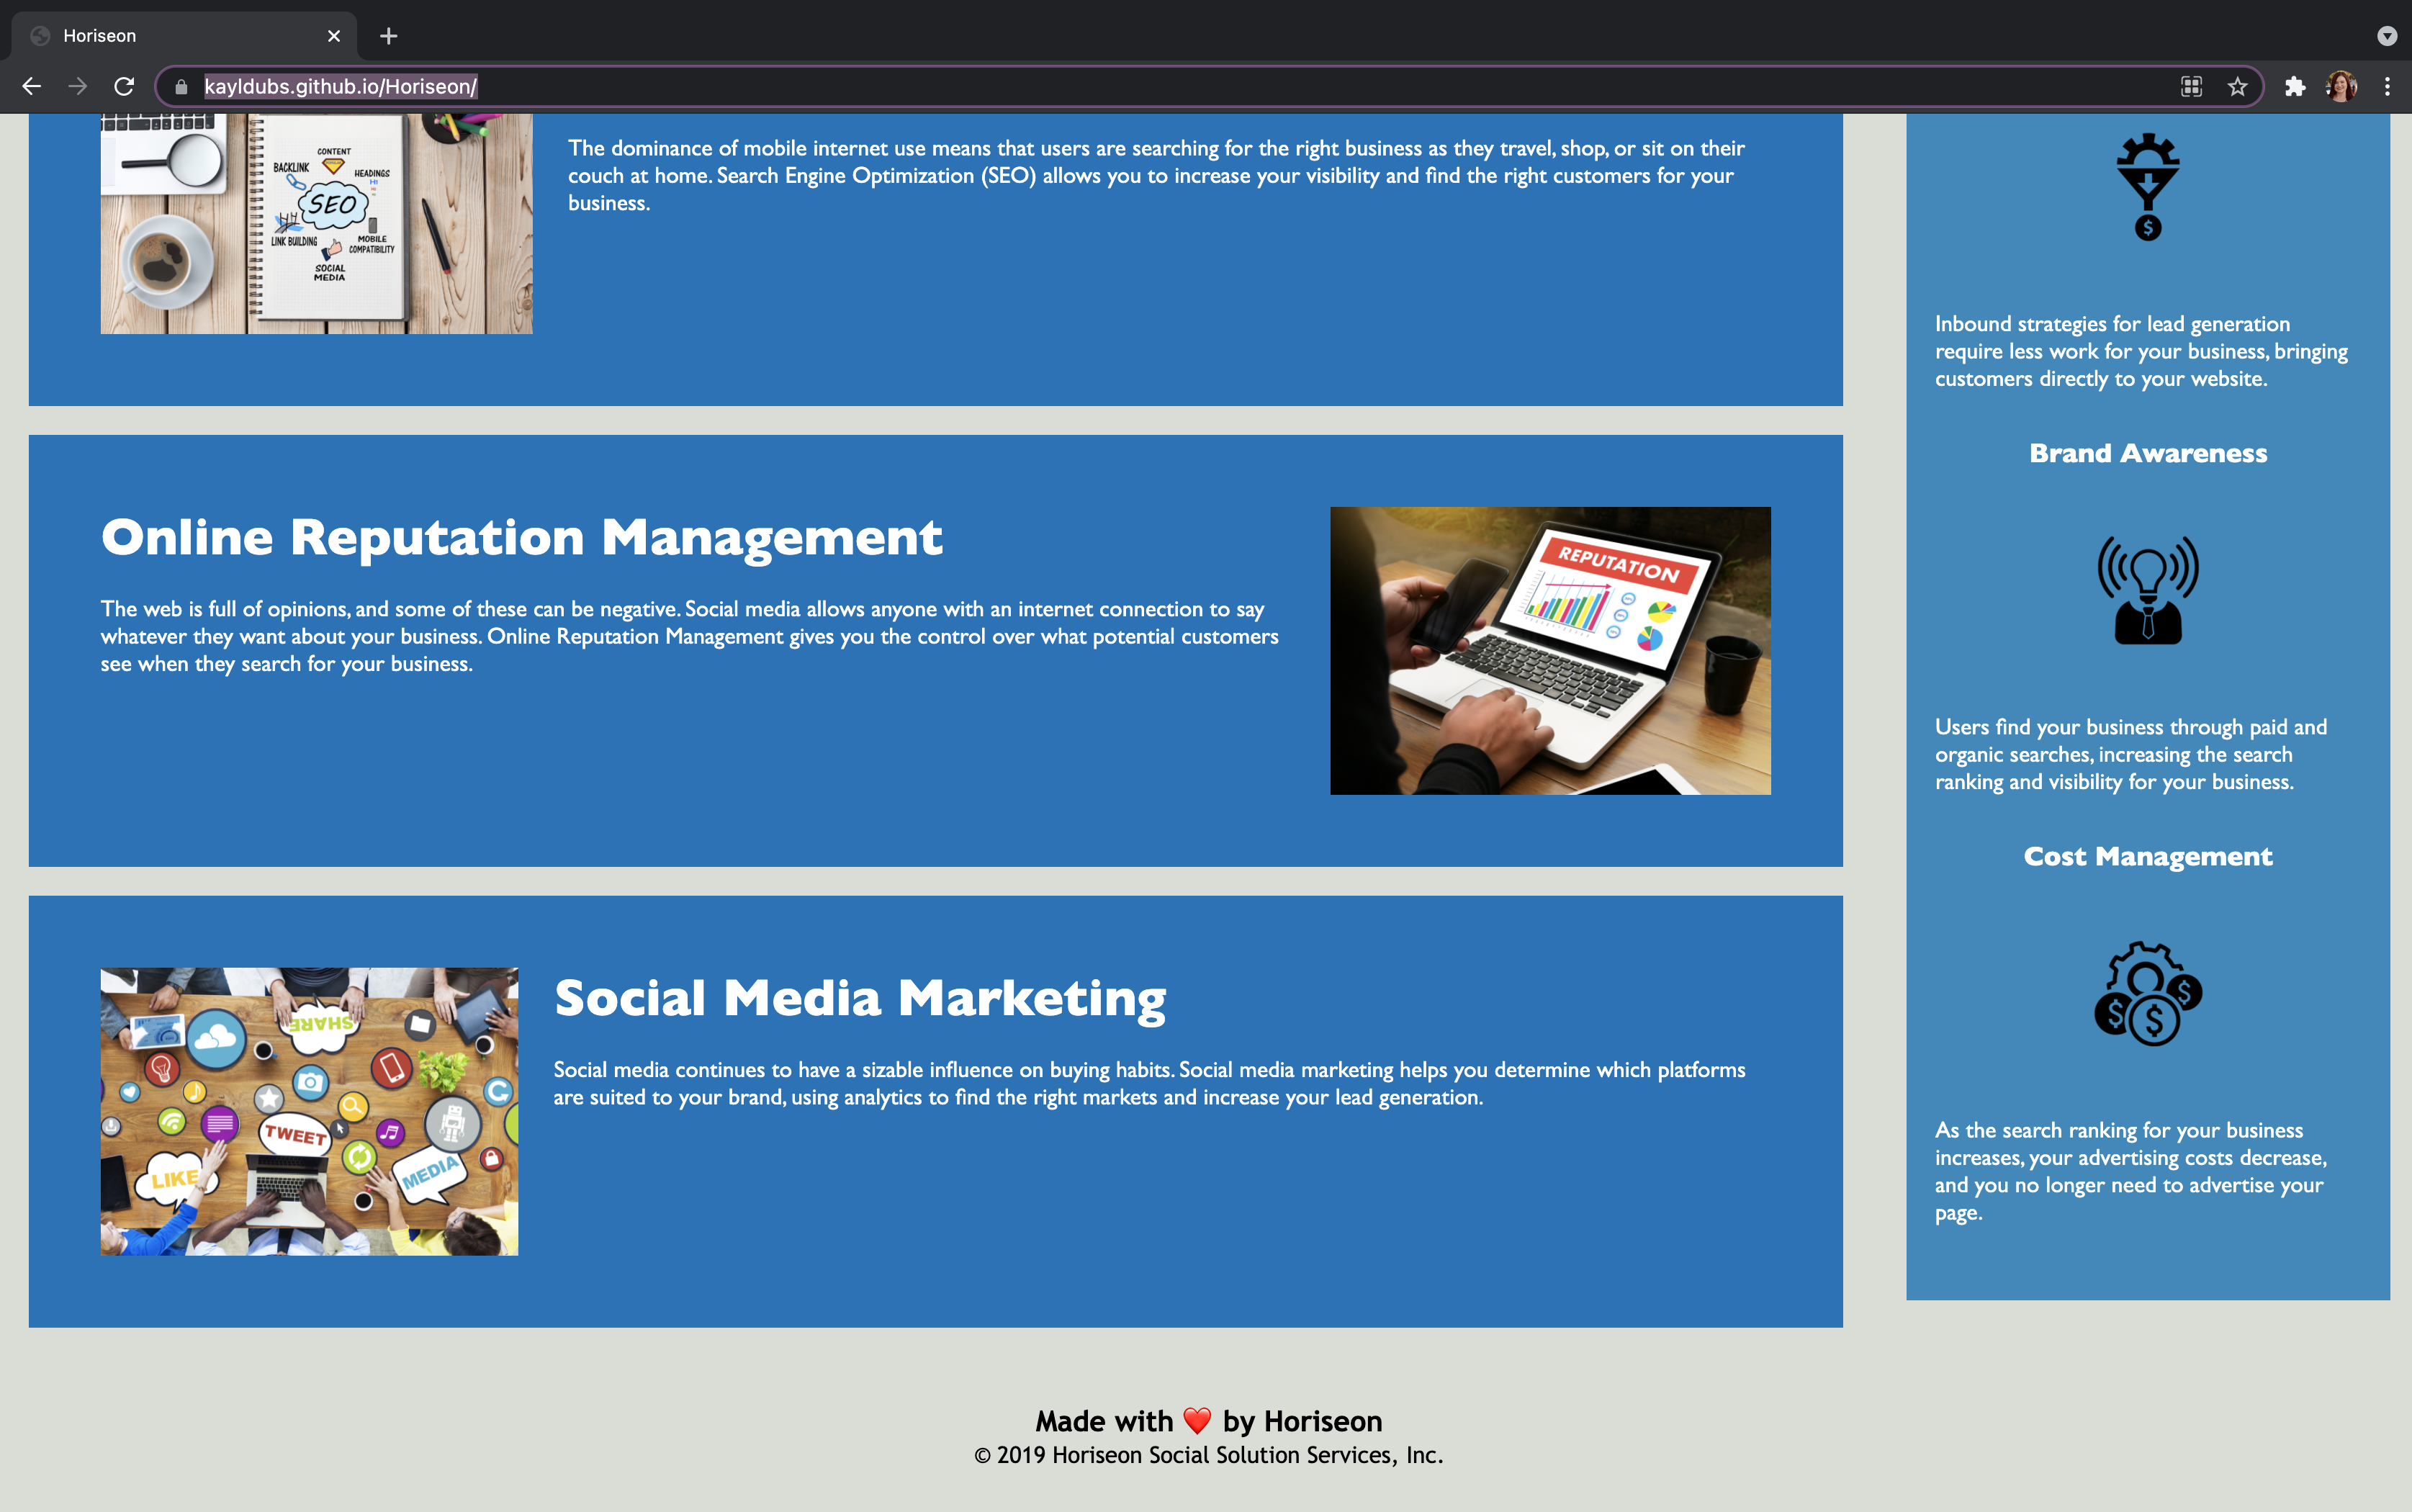 Horiseon
kayldubs.github.io/Horiseon/
CONTENT
BACKLINK
HEADINGS
H1
SEO
LINK BUILDING
MOBILE
COMPATIBILITY
SOCIAL
MEDIA
The dominance of mobile internet use means that users are searching for the right business as they travel, shop, or sit on their
couch at home. Search Engine Optimization (SEO) allows you to increase your visibility and find the right customers for your
business.
Online Reputation Management
The web is full of opinions, and some of these can be negative. Social media allows anyone with an internet connection to say
whatever they want about your business. Online Reputation Management gives you the control over what potential customers
see when they search for your business.
REPUTATION
SHARE
TWEET
LIKE
MEDIA
Social Media Marketing
Social media continues to have a sizable influence on buying habits. Social media marketing helps you determine which platforms
are suited to your brand, using analytics to find the right markets and increase your lead generation.
$
Inbound strategies for lead generation
require less work for your business, bringing
customers directly to your website.
Brand Awareness
Users find your business through paid and
organic searches, increasing the search
ranking and visibility for your business.
Cost Management
$ $ $
As the search ranking for your business
increases, your advertising costs decrease,
and you no longer need to advertise your
page.
Made with ❤️ by Horiseon
© 2019 Horiseon Social Solution Services, Inc.